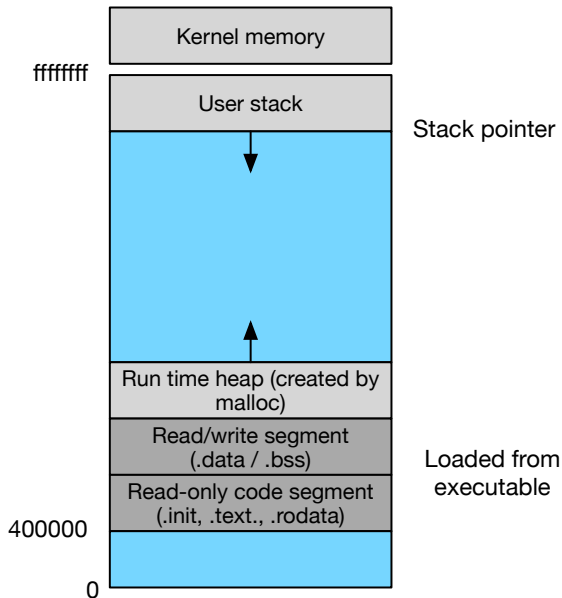 Kernel memory
ffffffff
User stack
Stack pointer
Run time heap (created by
malloc)
Read/write segment
(.data / .bss)
Loaded from
executable
Read-only code segment
(.init, .text., .rodata)
400000
0